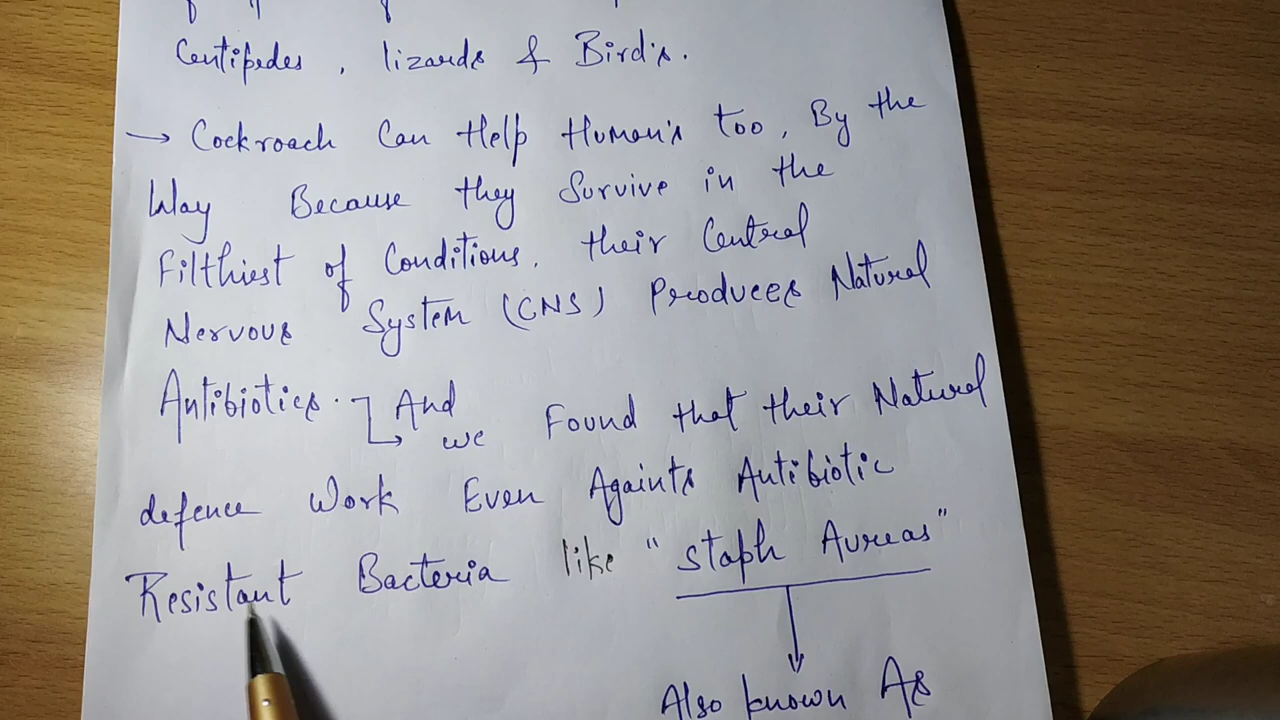 Centipedes, lizards & Bird's.
→ Cockroach Can Help Human's too, By the
Way Because they Survive in the
Filthiest of Conditions, their Central
Nervous System (CNS) Produces Natural
Antibiotics. And
we Found that their Natural
defence Work Even Againts Antibiotic
Resistant Bacteria like "Staph Aureas"
Also known As